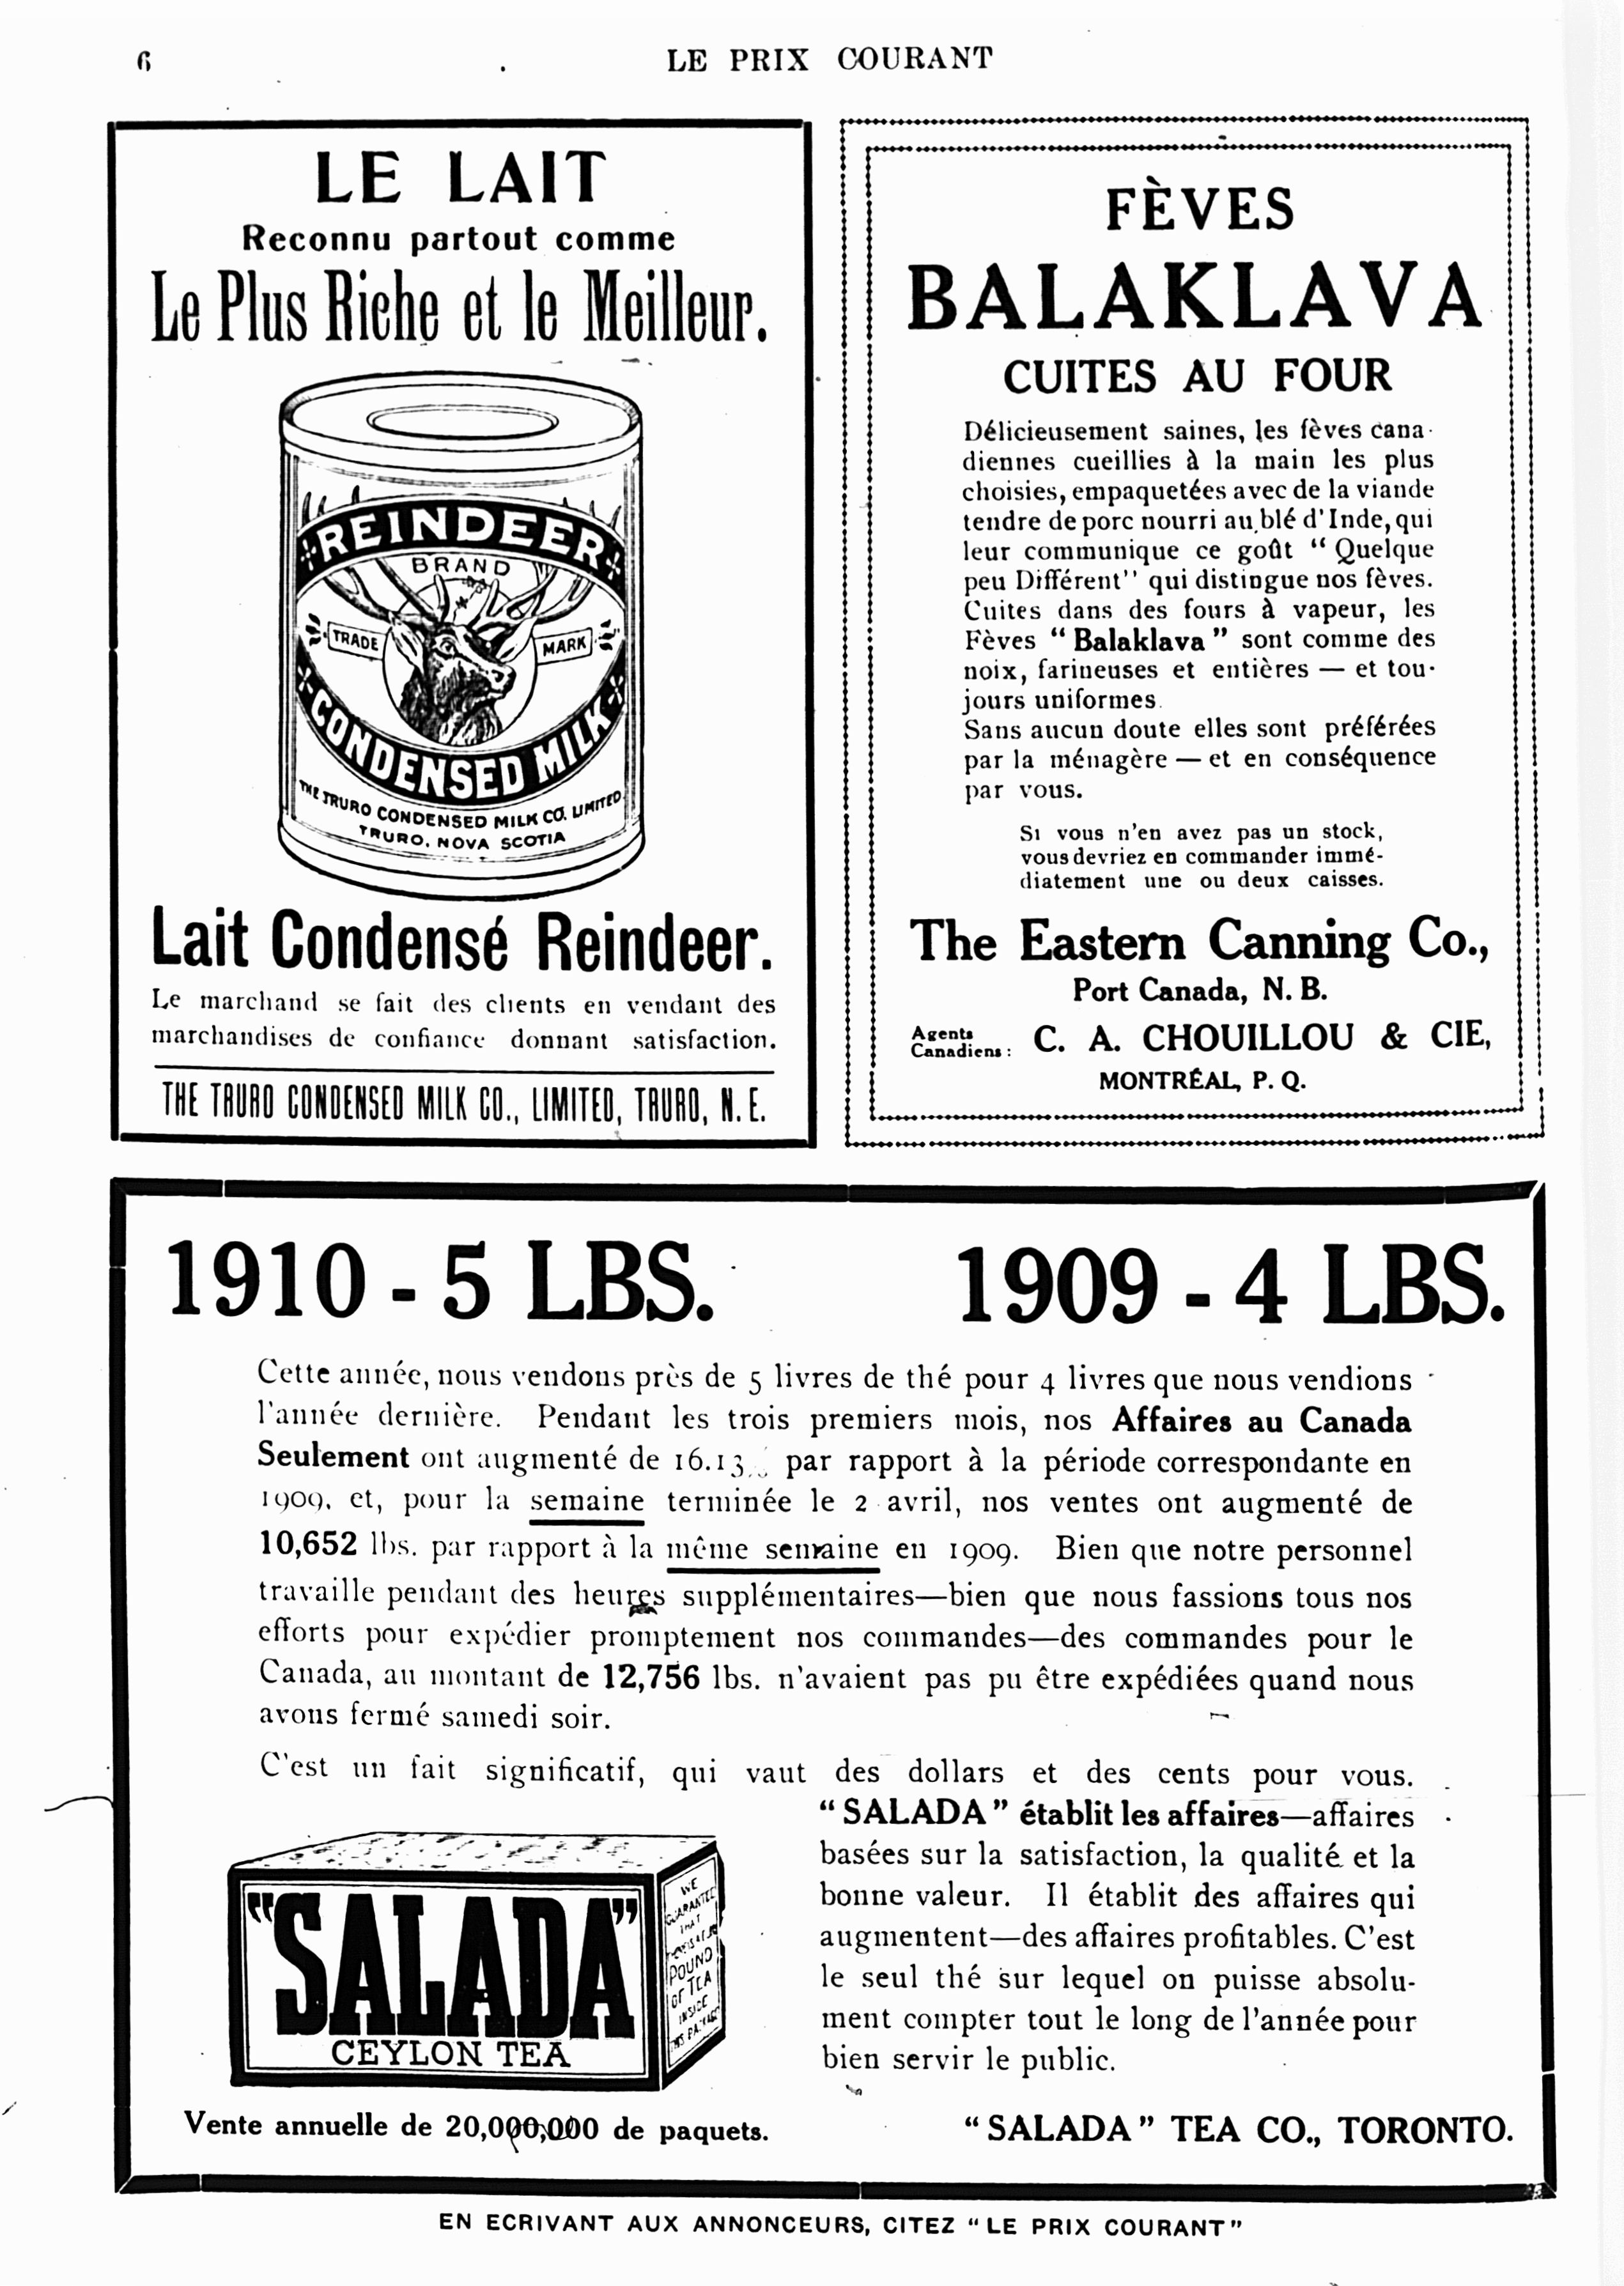 6
LE PRIX COURANT
LE LAIT
Reconnu partout comme
Le Plus Riche et le Meilleur.
REINDEER
BRAND
TRADE MARK
CONDENSED MILK
THE TRURO CONDENSED MILK CO. LIMITED
TRURO, NOVA SCOTIA
Lait Condensé Reindeer.
Le marchand se fait des clients en vendant des
marchandises de confiance donnant satisfaction.
THE TRURO CONDENSED MILK CO., LIMITED, TRURO, N. E.
FÈVES
BALAKLAVA
CUITES AU FOUR
Délicieusement saines, les fèves cana-
diennes cueillies à la main les plus
choisies, empaquetées avec de la viande
tendre de porc nourri au blé d'Inde, qui
leur communique ce goût "Quelque
peu Différent" qui distingue nos fèves.
Cuites dans des fours à vapeur, les
Fèves "Balaklava" sont comme des
noix, farineuses et entières — et tou-
jours uniformes.
Sans aucun doute elles sont préférées
par la ménagère — et en conséquence
par vous.
Si vous n'en avez pas un stock,
vous devriez en commander immé-
diatement une ou deux caisses.
The Eastern Canning Co.,
Port Canada, N. B.
Agents
Canadiens: C. A. CHOUILLOU & CIE,
MONTRÉAL, P. Q.
1910 - 5 LBS. 1909 - 4 LBS.
Cette année, nous vendons près de 5 livres de thé pour 4 livres que nous vendions
l'année dernière. Pendant les trois premiers mois, nos Affaires au Canada
Seulement ont augmenté de 16.13 par rapport à la période correspondante en
1909, et, pour la semaine terminée le 2 avril, nos ventes ont augmenté de
10,652 lbs. par rapport à la même semaine en 1909. Bien que notre personnel
travaille pendant des heures supplémentaires—bien que nous fassions tous nos
efforts pour expédier promptement nos commandes—des commandes pour le
Canada, au montant de 12,756 lbs. n'avaient pas pu être expédiées quand nous
avons fermé samedi soir.
C'est un fait significatif, qui vaut des dollars et des cents pour vous.
"SALADA" établit les affaires—affaires
basées sur la satisfaction, la qualité et la
bonne valeur. Il établit des affaires qui
augmentent—des affaires profitables. C'est
le seul thé sur lequel on puisse absolu-
ment compter tout le long de l'année pour
bien servir le public.
"SALADA"
CEYLON TEA
WE
GUARANTEE
THAT
POUND
OF TEA
INSIDE
THIS PACKAGE
Vente annuelle de 20,000,000 de paquets.
"SALADA" TEA CO., TORONTO.
EN ECRIVANT AUX ANNONCEURS, CITEZ "LE PRIX COURANT"